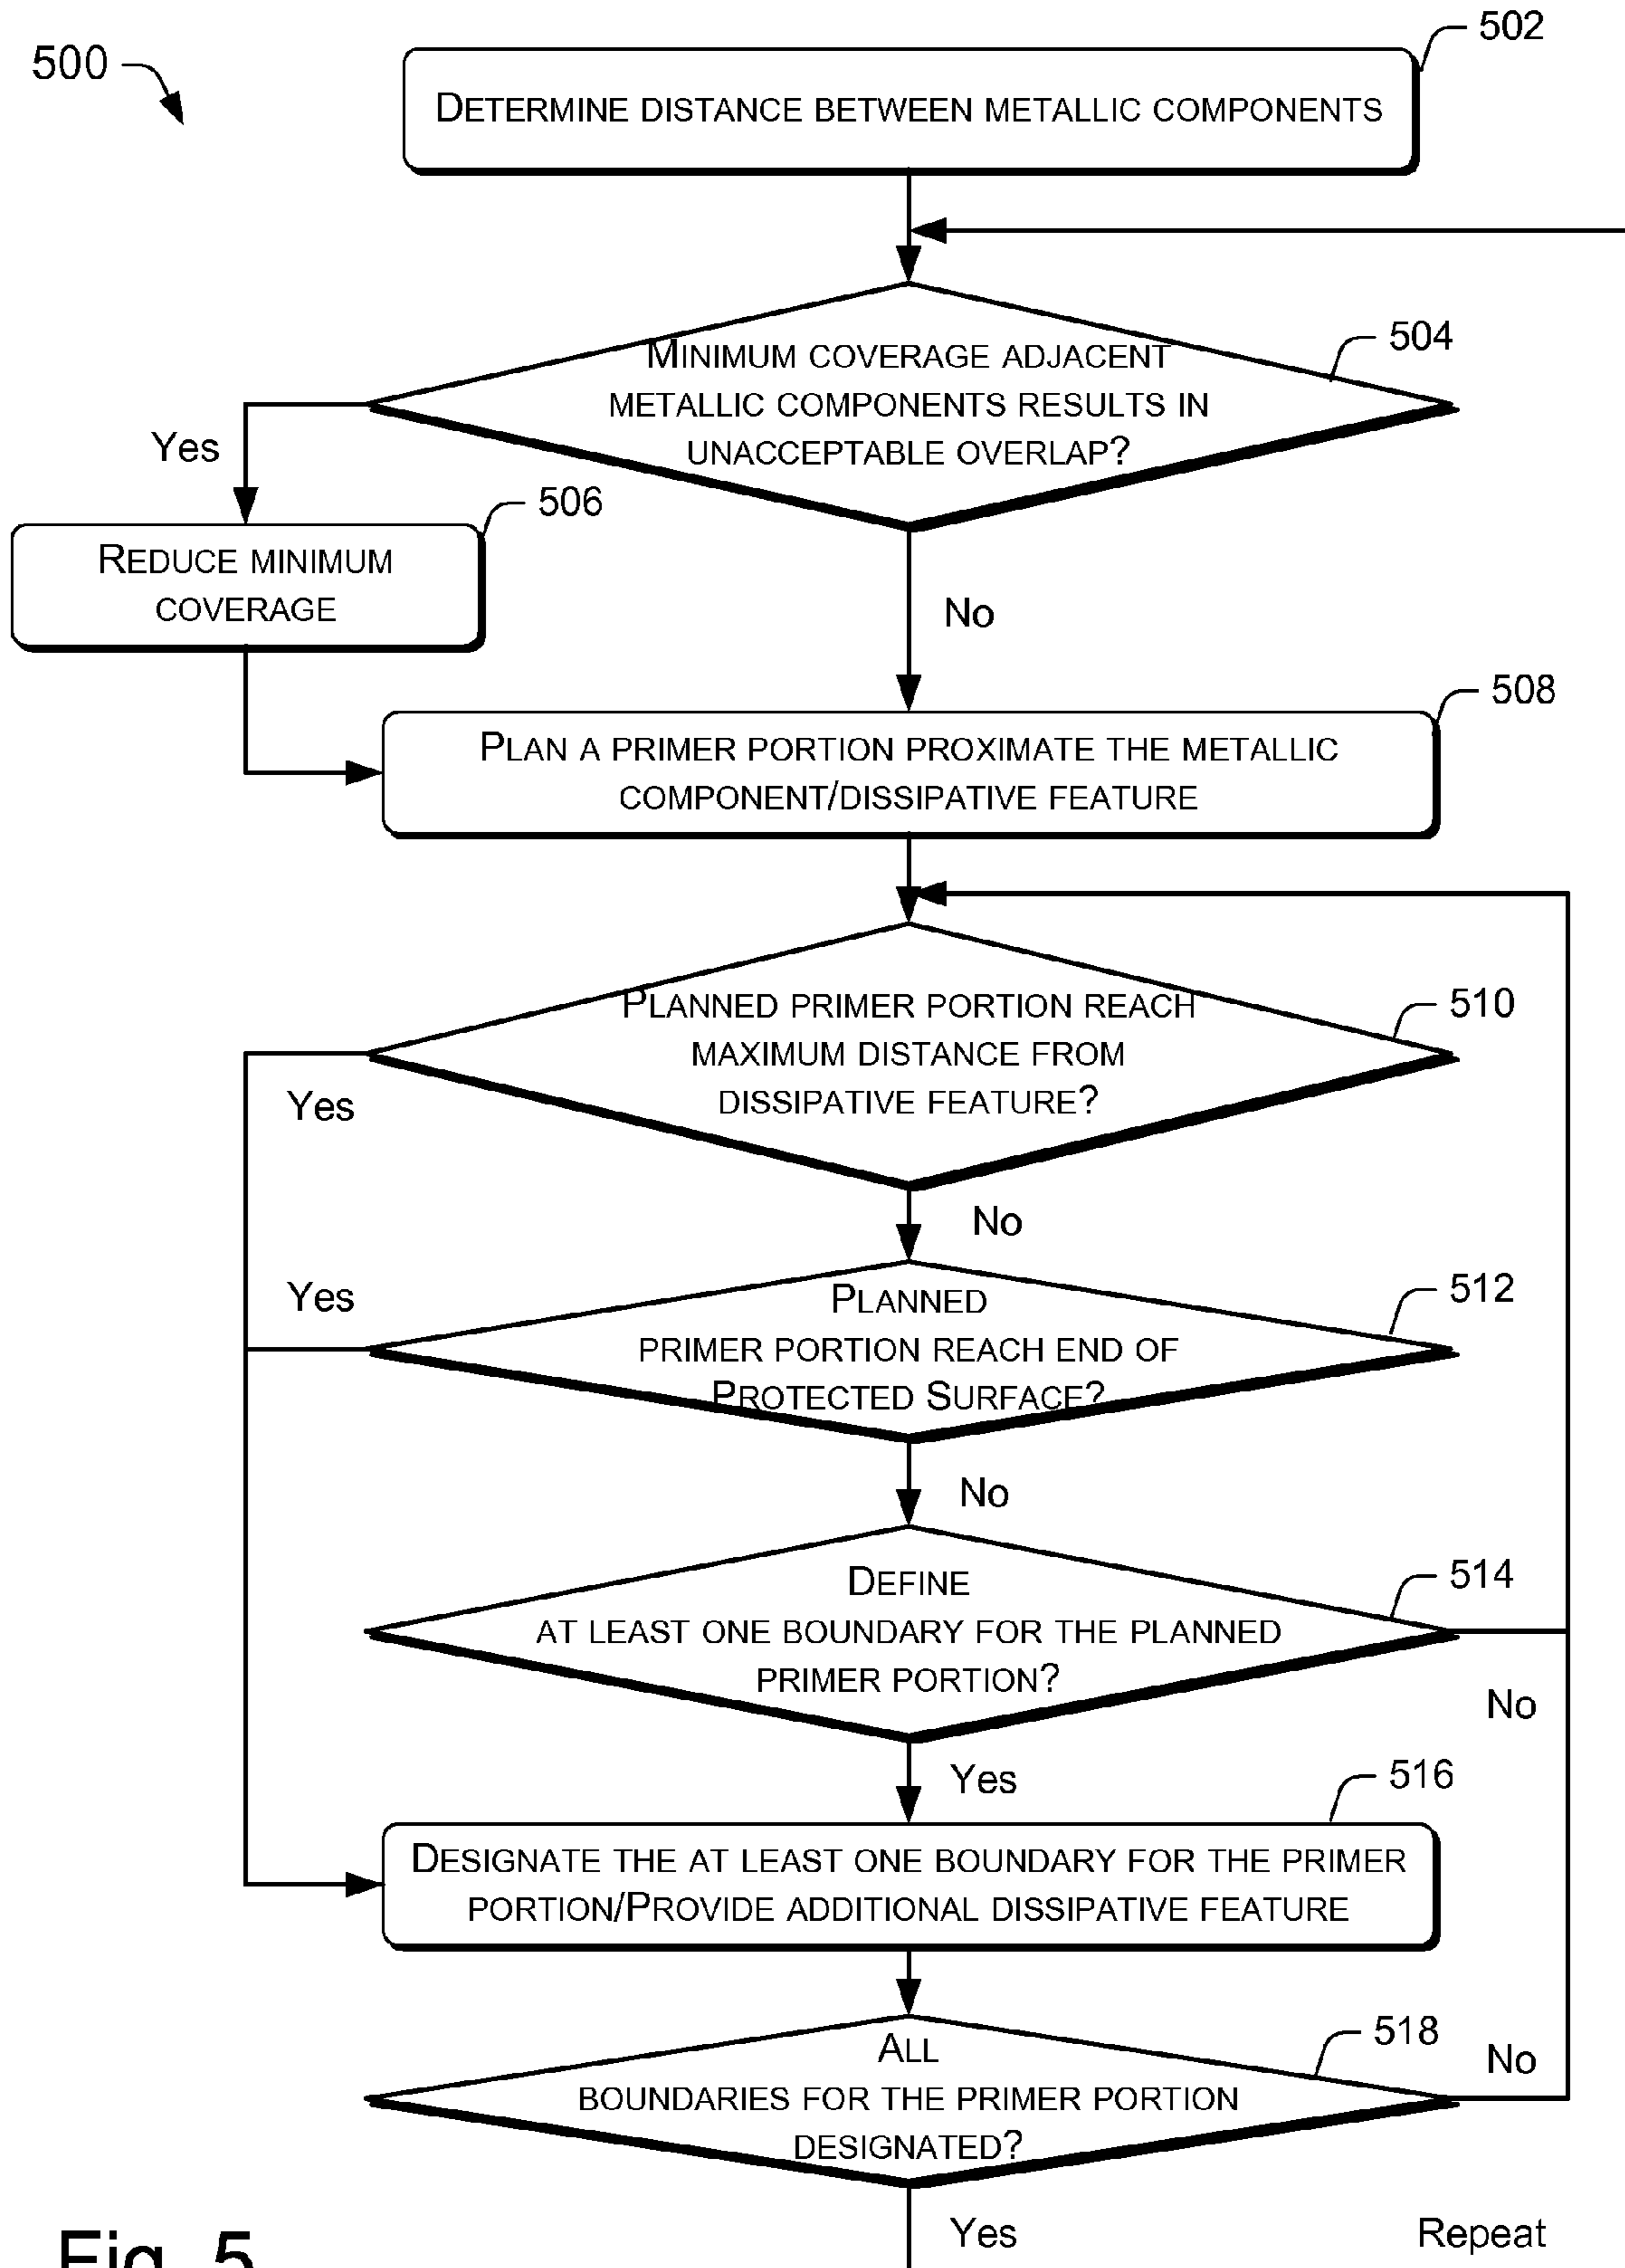 500
502
DETERMINE DISTANCE BETWEEN METALLIC COMPONENTS
504
MINIMUM COVERAGE ADJACENT
METALLIC COMPONENTS RESULTS IN
UNACCEPTABLE OVERLAP?
Yes
506
REDUCE MINIMUM
COVERAGE
No
508
PLAN A PRIMER PORTION PROXIMATE THE METALLIC
COMPONENT/DISSIPATIVE FEATURE
510
PLANNED PRIMER PORTION REACH
MAXIMUM DISTANCE FROM
DISSIPATIVE FEATURE?
Yes
No
512
PLANNED
PRIMER PORTION REACH END OF
PROTECTED SURFACE?
Yes
No
514
DEFINE
AT LEAST ONE BOUNDARY FOR THE PLANNED
PRIMER PORTION?
No
Yes
516
DESIGNATE THE AT LEAST ONE BOUNDARY FOR THE PRIMER
PORTION/PROVIDE ADDITIONAL DISSIPATIVE FEATURE
518
ALL
BOUNDARIES FOR THE PRIMER PORTION
DESIGNATED?
No
Yes
Repeat
Fig. 5